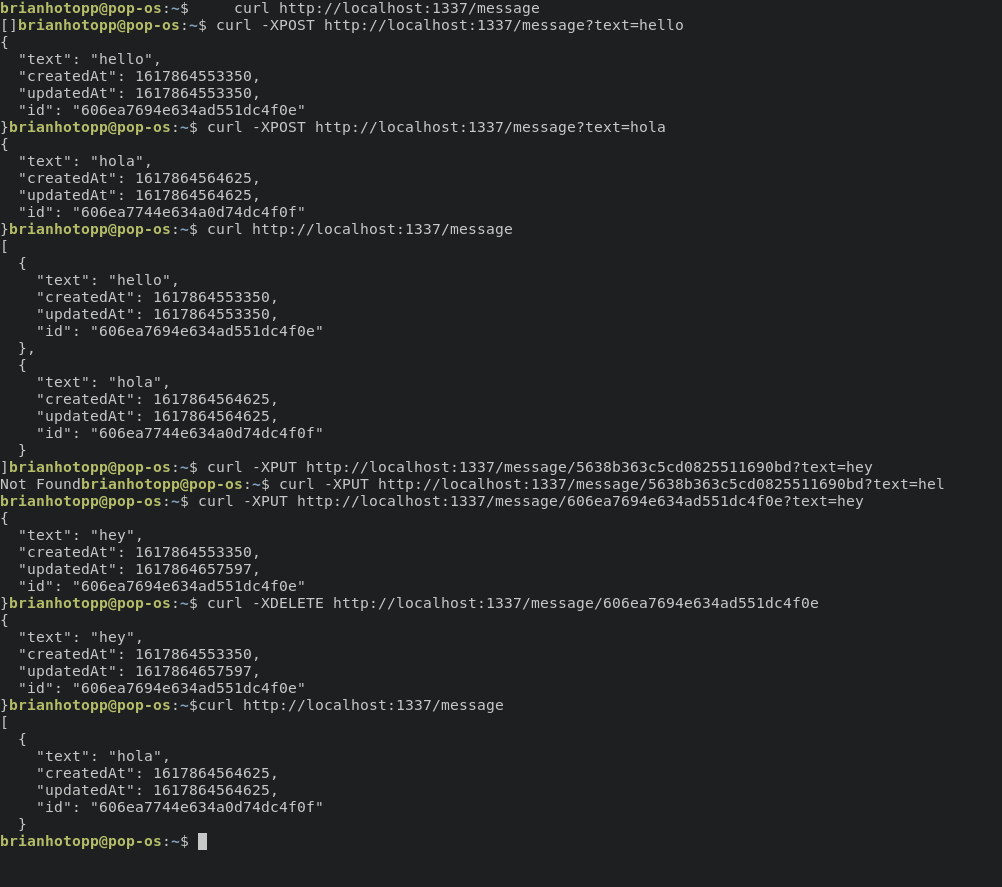 brianhotopp@pop-os:~$     curl http://localhost:1337/message
[]brianhotopp@pop-os:~$ curl -XPOST http://localhost:1337/message?text=hello
{
  "text": "hello",
  "createdAt": 1617864553350,
  "updatedAt": 1617864553350,
  "id": "606ea7694e634ad551dc4f0e"
}brianhotopp@pop-os:~$ curl -XPOST http://localhost:1337/message?text=hola
{
  "text": "hola",
  "createdAt": 1617864564625,
  "updatedAt": 1617864564625,
  "id": "606ea7744e634a0d74dc4f0f"
}brianhotopp@pop-os:~$ curl http://localhost:1337/message
[
  {
    "text": "hello",
    "createdAt": 1617864553350,
    "updatedAt": 1617864553350,
    "id": "606ea7694e634ad551dc4f0e"
  },
  {
    "text": "hola",
    "createdAt": 1617864564625,
    "updatedAt": 1617864564625,
    "id": "606ea7744e634a0d74dc4f0f"
  }
]brianhotopp@pop-os:~$ curl -XPUT http://localhost:1337/message/5638b363c5cd0825511690bd?text=hey
Not Foundbrianhotopp@pop-os:~$ curl -XPUT http://localhost:1337/message/5638b363c5cd0825511690bd?text=hel
brianhotopp@pop-os:~$ curl -XPUT http://localhost:1337/message/606ea7694e634ad551dc4f0e?text=hey
{
  "text": "hey",
  "createdAt": 1617864553350,
  "updatedAt": 1617864657597,
  "id": "606ea7694e634ad551dc4f0e"
}brianhotopp@pop-os:~$ curl -XDELETE http://localhost:1337/message/606ea7694e634ad551dc4f0e
{
  "text": "hey",
  "createdAt": 1617864553350,
  "updatedAt": 1617864657597,
  "id": "606ea7694e634ad551dc4f0e"
}brianhotopp@pop-os:~$curl http://localhost:1337/message
[
  {
    "text": "hola",
    "createdAt": 1617864564625,
    "updatedAt": 1617864564625,
    "id": "606ea7744e634a0d74dc4f0f"
  }
brianhotopp@pop-os:~$